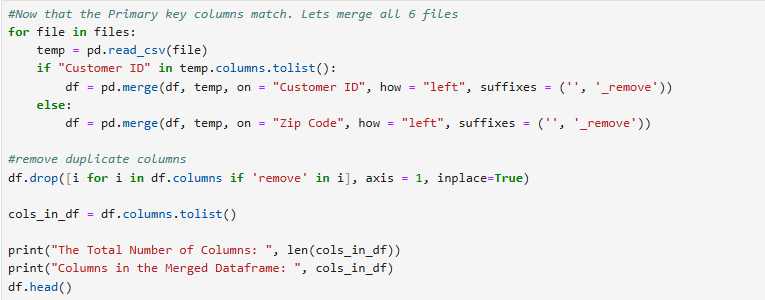 #Now that the Primary key columns match. Lets merge all 6 files
for file in files:
    temp = pd.read_csv(file)
    if "Customer ID" in temp.columns.tolist():
        df = pd.merge(df, temp, on = "Customer ID", how = "left", suffixes = ('', '_remove'))
    else:
        df = pd.merge(df, temp, on = "Zip Code", how = "left", suffixes = ('', '_remove'))

#remove duplicate columns
df.drop([i for i in df.columns if 'remove' in i], axis = 1, inplace=True)

cols_in_df = df.columns.tolist()

print("The Total Number of Columns: ", len(cols_in_df))
print("Columns in the Merged Dataframe: ", cols_in_df)
df.head()